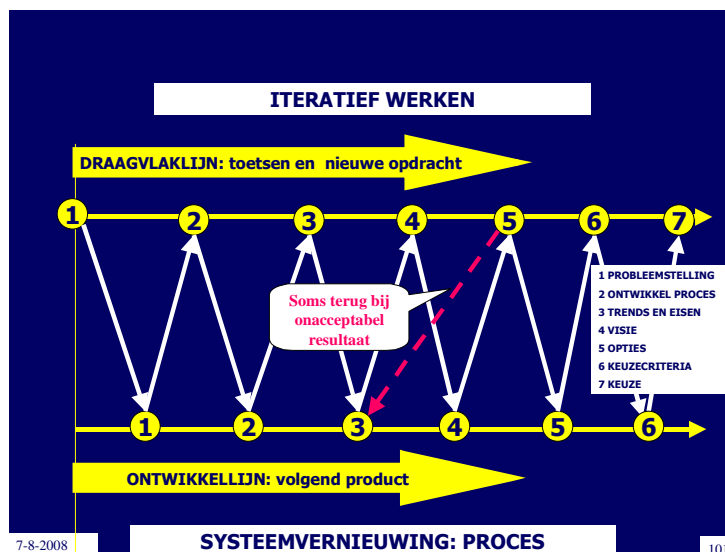 ITERATIEF WERKEN
DRAAGVLAKLIJN: toetsen en nieuwe opdracht
1 2 3 4 5 6 7
Soms terug bij
onacceptabel
resultaat
1 PROBLEEMSTELLING
2 ONTWIKKEL PROCES
3 TRENDS EN EISEN
4 VISIE
5 OPTIES
6 KEUZECRITERIA
7 KEUZE
1 2 3 4 5 6
ONTWIKKELLIJN: volgend product
7-8-2008
SYSTEEMVERNIEUWING: PROCES